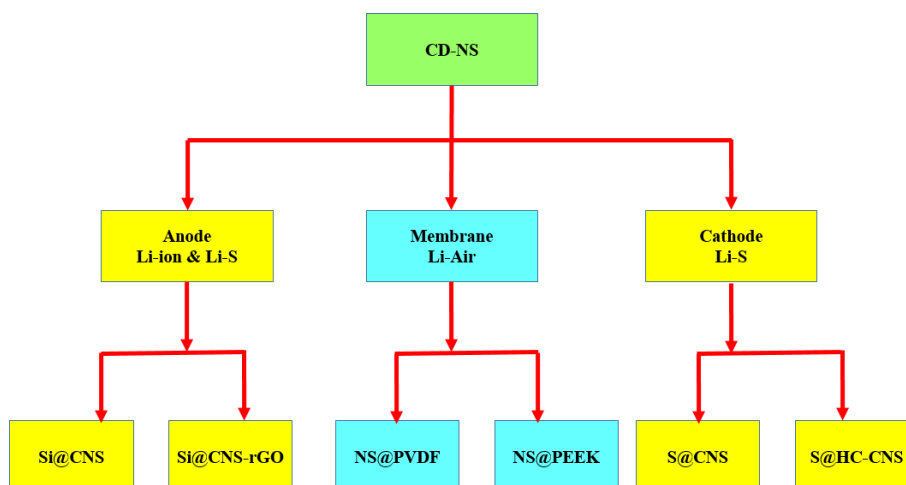 CD-NS
Anode
Li-ion & Li-S
Membrane
Li-Air
Cathode
Li-S
Si@CNS
Si@CNS-rGO
NS@PVDF
NS@PEEK
S@CNS
S@HC-CNS